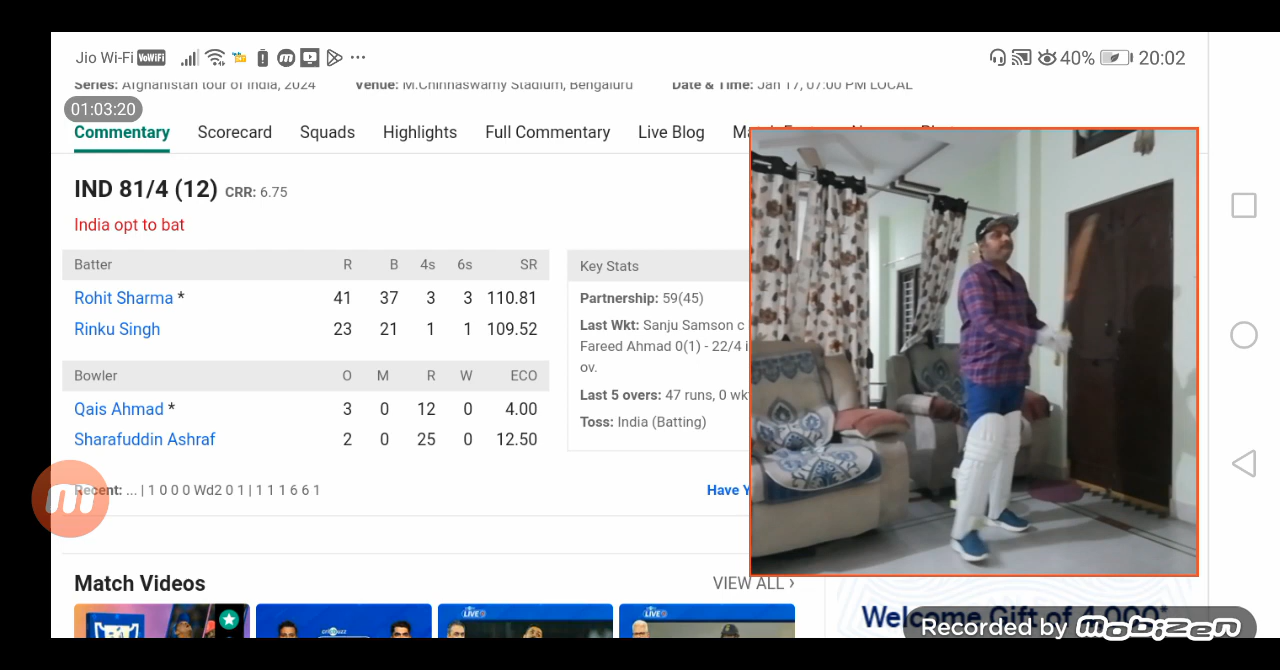 Jio Wi-Fi VoWiFi 40% 20:02
Series: Afghanistan tour of India, 2024 Venue: M.Chinnaswamy Stadium, Bengaluru Date & Time: Jan 17, 07:00 PM LOCAL
01:03:20
Commentary Scorecard Squads Highlights Full Commentary Live Blog
IND 81/4 (12) CRR: 6.75
India opt to bat
Batter R B 4s 6s SR
Rohit Sharma * 41 37 3 3 110.81
Rinku Singh 23 21 1 1 109.52
Bowler O M R W ECO
Qais Ahmad * 3 0 12 0 4.00
Sharafuddin Ashraf 2 0 25 0 12.50
Key Stats
Partnership: 59(45)
Last Wkt: Sanju Samson c
Fareed Ahmad 0(1) - 22/4 i
ov.
Last 5 overs: 47 runs, 0 wk
Toss: India (Batting)
Recent: ... | 1 0 0 0 Wd2 0 1 | 1 1 1 6 6 1
Have Y
Match Videos VIEW ALL ›
LIVE LIVE
Welcome Gift of 4,000*
Recorded by mobizen